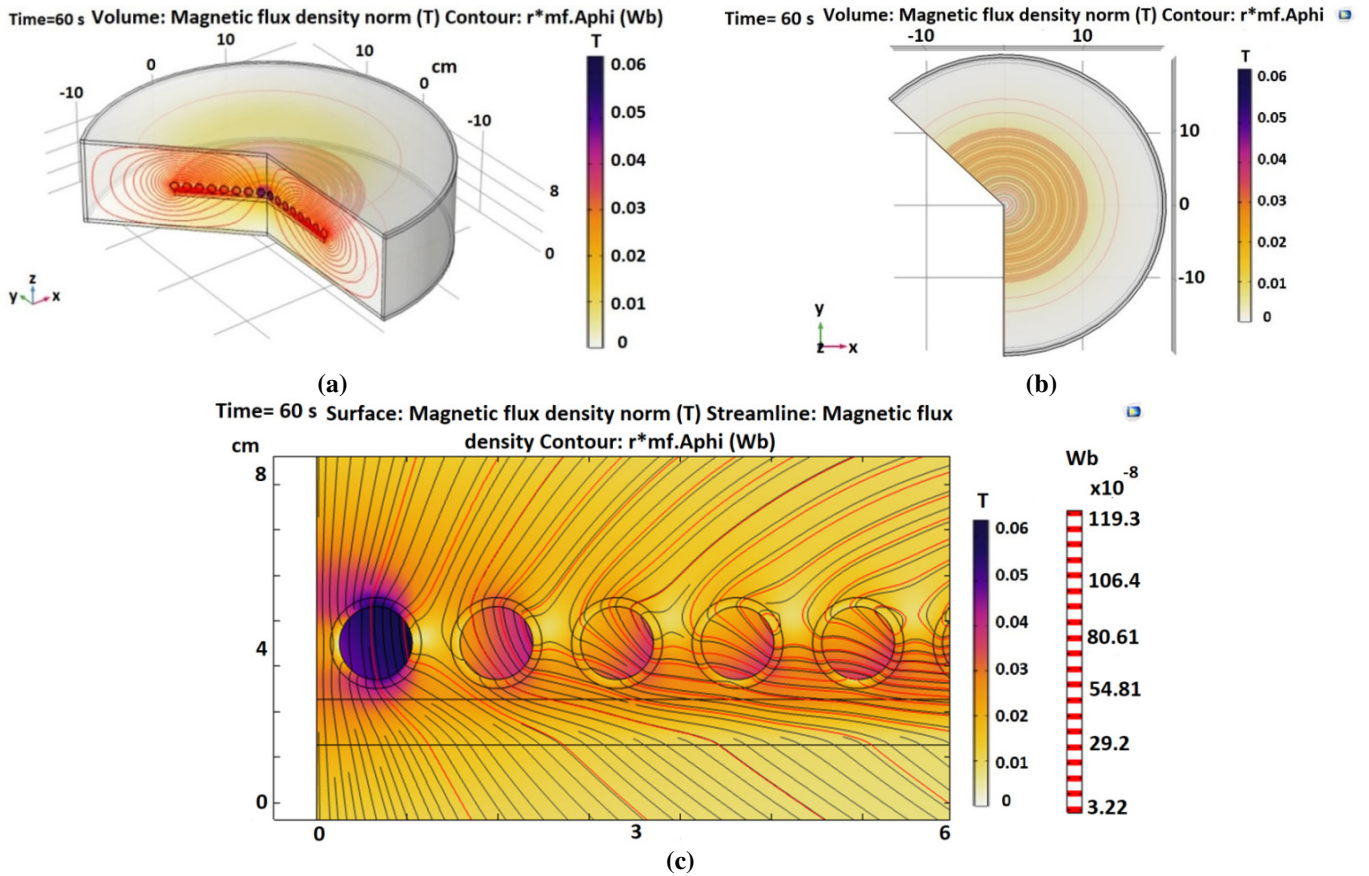 Time=60 s Volume: Magnetic flux density norm (T) Contour: r*mf.Aphi (Wb)
10
10
0
cm
0
-10
-10
8
0
T
0.06
0.05
0.04
0.03
0.02
0.01
0
z
y
x
(a)
Time=60 s Volume: Magnetic flux density norm (T) Contour: r*mf.Aphi
-10
10
10
0
-10
T
0.06
0.05
0.04
0.03
0.02
0.01
0
y
z
x
(b)
Time= 60 s Surface: Magnetic flux density norm (T) Streamline: Magnetic flux
density Contour: r*mf.Aphi (Wb)
cm
8
4
0
0
3
6
T
0.06
0.05
0.04
0.03
0.02
0.01
0
Wb
x10^-8
119.3
106.4
80.61
54.81
29.2
3.22
(c)